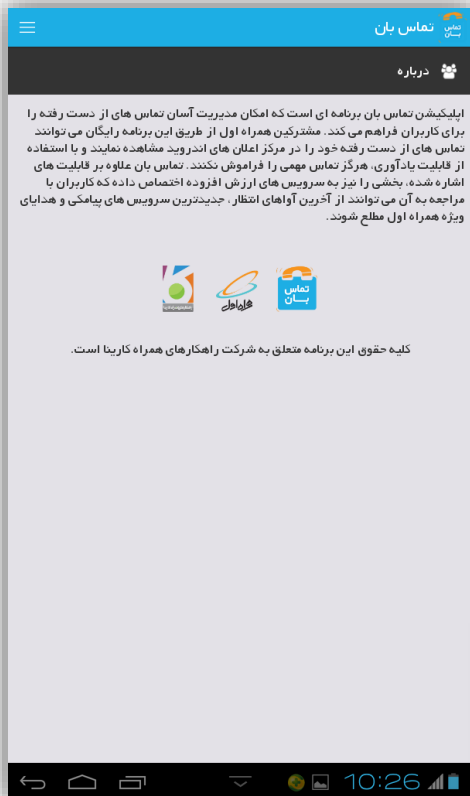 تماس بان
تماس بان
درباره
اپلیکیشن تماس بان برنامه ای است که امکان مدیریت آسان تماس های از دست رفته را
برای کاربران فراهم می کند. مشترکین همراه اول از طریق این برنامه رایگان می توانند
تماس های از دست رفته خود را در مرکز اعلان های اندروید مشاهده نمایند و با استفاده
از قابلیت یادآوری، هرگز تماس مهمی را فراموش نکنند. تماس بان علاوه بر قابلیت های
اشاره شده، بخشی را نیز به سرویس های ارزش افزوده اختصاص داده که کاربران با
مراجعه به آن می توانند از آخرین آواهای انتظار، جدیدترین سرویس های پیامکی و هدایای
ویژه همراه اول مطلع شوند.
تماس
بان
همراه اول
کلیه حقوق این برنامه متعلق به شرکت راهکارهای همراه کارینا است.
10:26